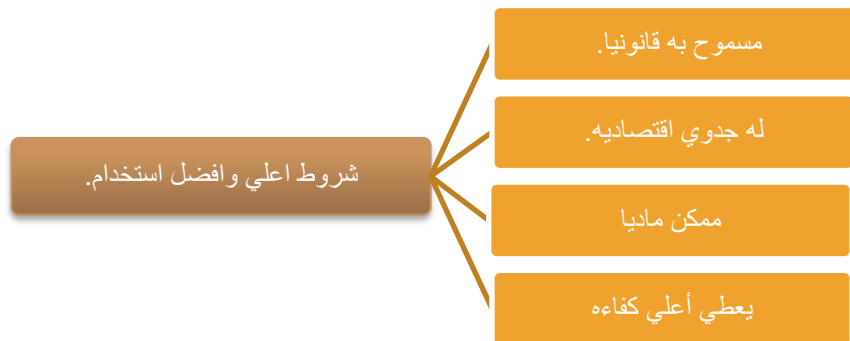 شروط اعلي وافضل استخدام.
مسموح به قانونيا.
له جدوي اقتصاديه.
ممكن ماديا
يعطي أعلي كفاءه